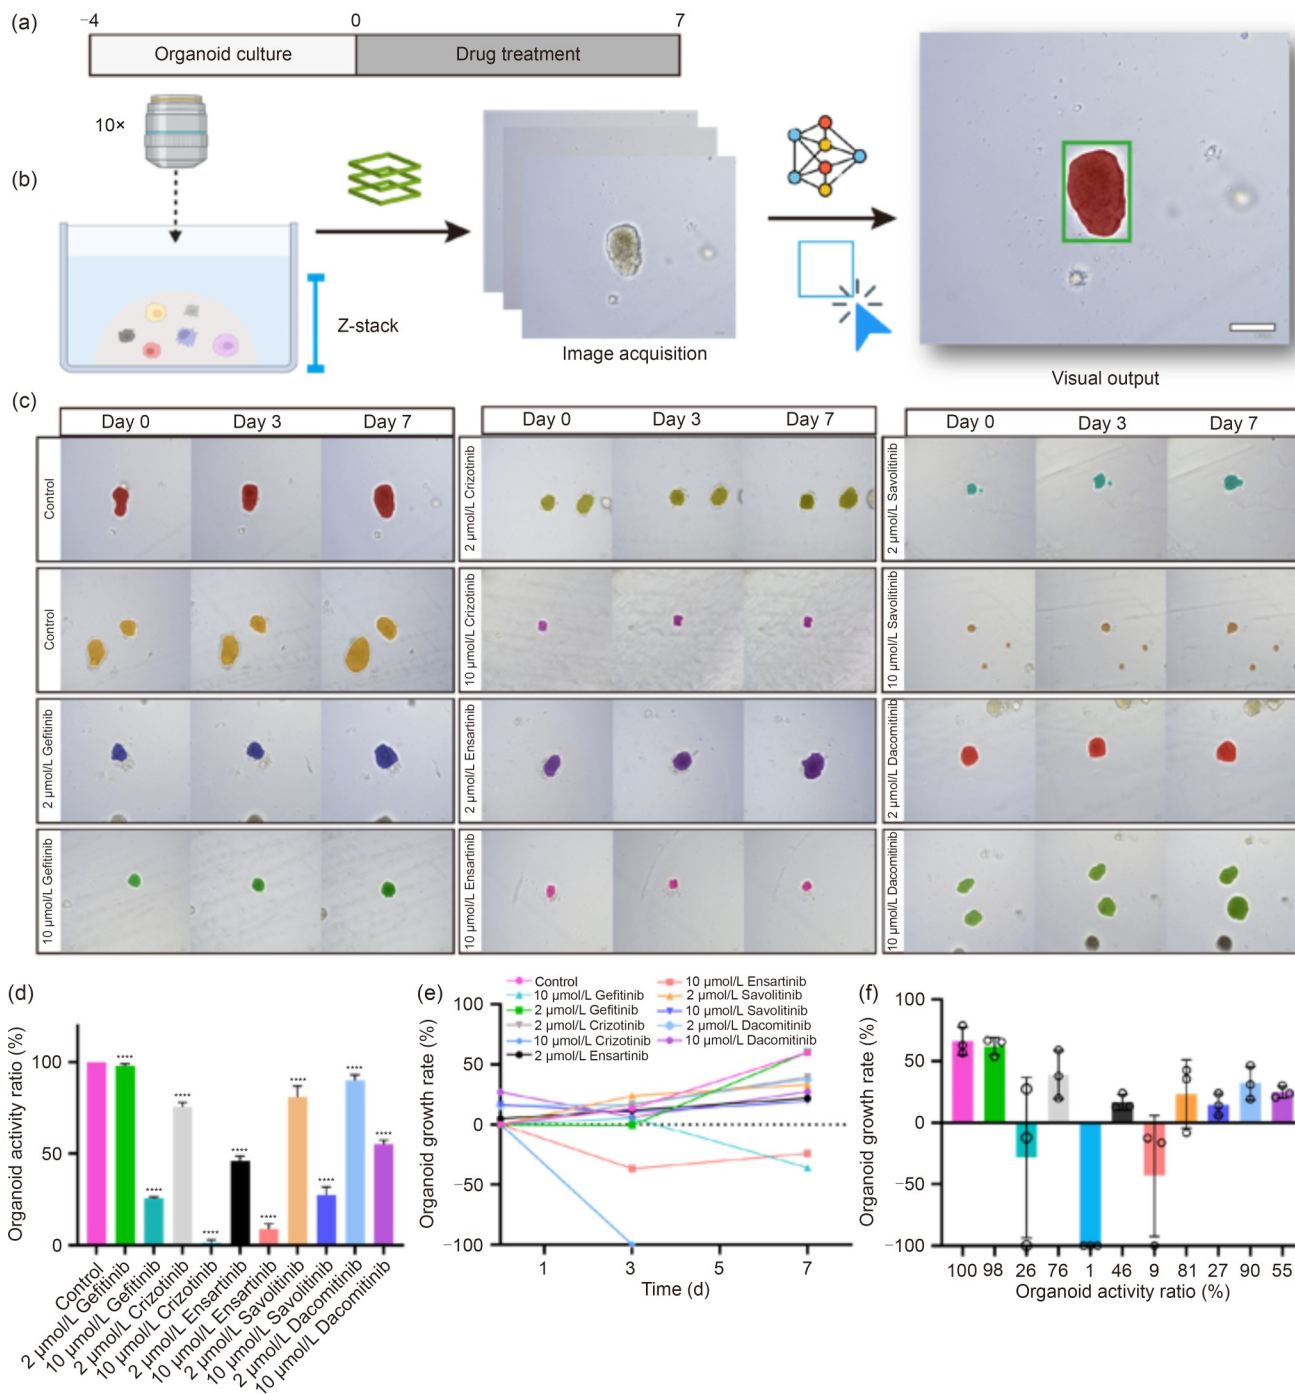 (a)
−4 0 7
Organoid culture Drug treatment
10×
(b)
Z-stack
Image acquisition
Visual output
(c)
Day 0 Day 3 Day 7 Day 0 Day 3 Day 7 Day 0 Day 3 Day 7
Control
2 μmol/L Crizotinib
2 μmol/L Savolitinib
Control
10 μmol/L Crizotinib
10 μmol/L Savolitinib
2 μmol/L Gefitinib
2 μmol/L Ensartinib
2 μmol/L Dacomitinib
10 μmol/L Gefitinib
10 μmol/L Ensartinib
10 μmol/L Dacomitinib
(d)
Organoid activity ratio (%)
100
50
0
**** **** **** **** **** **** **** **** **** ****
Control
2 μmol/L Gefitinib
10 μmol/L Gefitinib
2 μmol/L Crizotinib
10 μmol/L Crizotinib
2 μmol/L Ensartinib
10 μmol/L Ensartinib
2 μmol/L Savolitinib
10 μmol/L Savolitinib
2 μmol/L Dacomitinib
10 μmol/L Dacomitinib
(e)
Control
10 μmol/L Gefitinib
2 μmol/L Gefitinib
2 μmol/L Crizotinib
10 μmol/L Crizotinib
2 μmol/L Ensartinib
10 μmol/L Ensartinib
2 μmol/L Savolitinib
10 μmol/L Savolitinib
2 μmol/L Dacomitinib
10 μmol/L Dacomitinib
Organoid growth rate (%)
100
50
0
−50
−100
1 3 5 7
Time (d)
(f)
Organoid growth rate (%)
100
50
0
−50
−100
100 98 26 76 1 46 9 81 27 90 55
Organoid activity ratio (%)